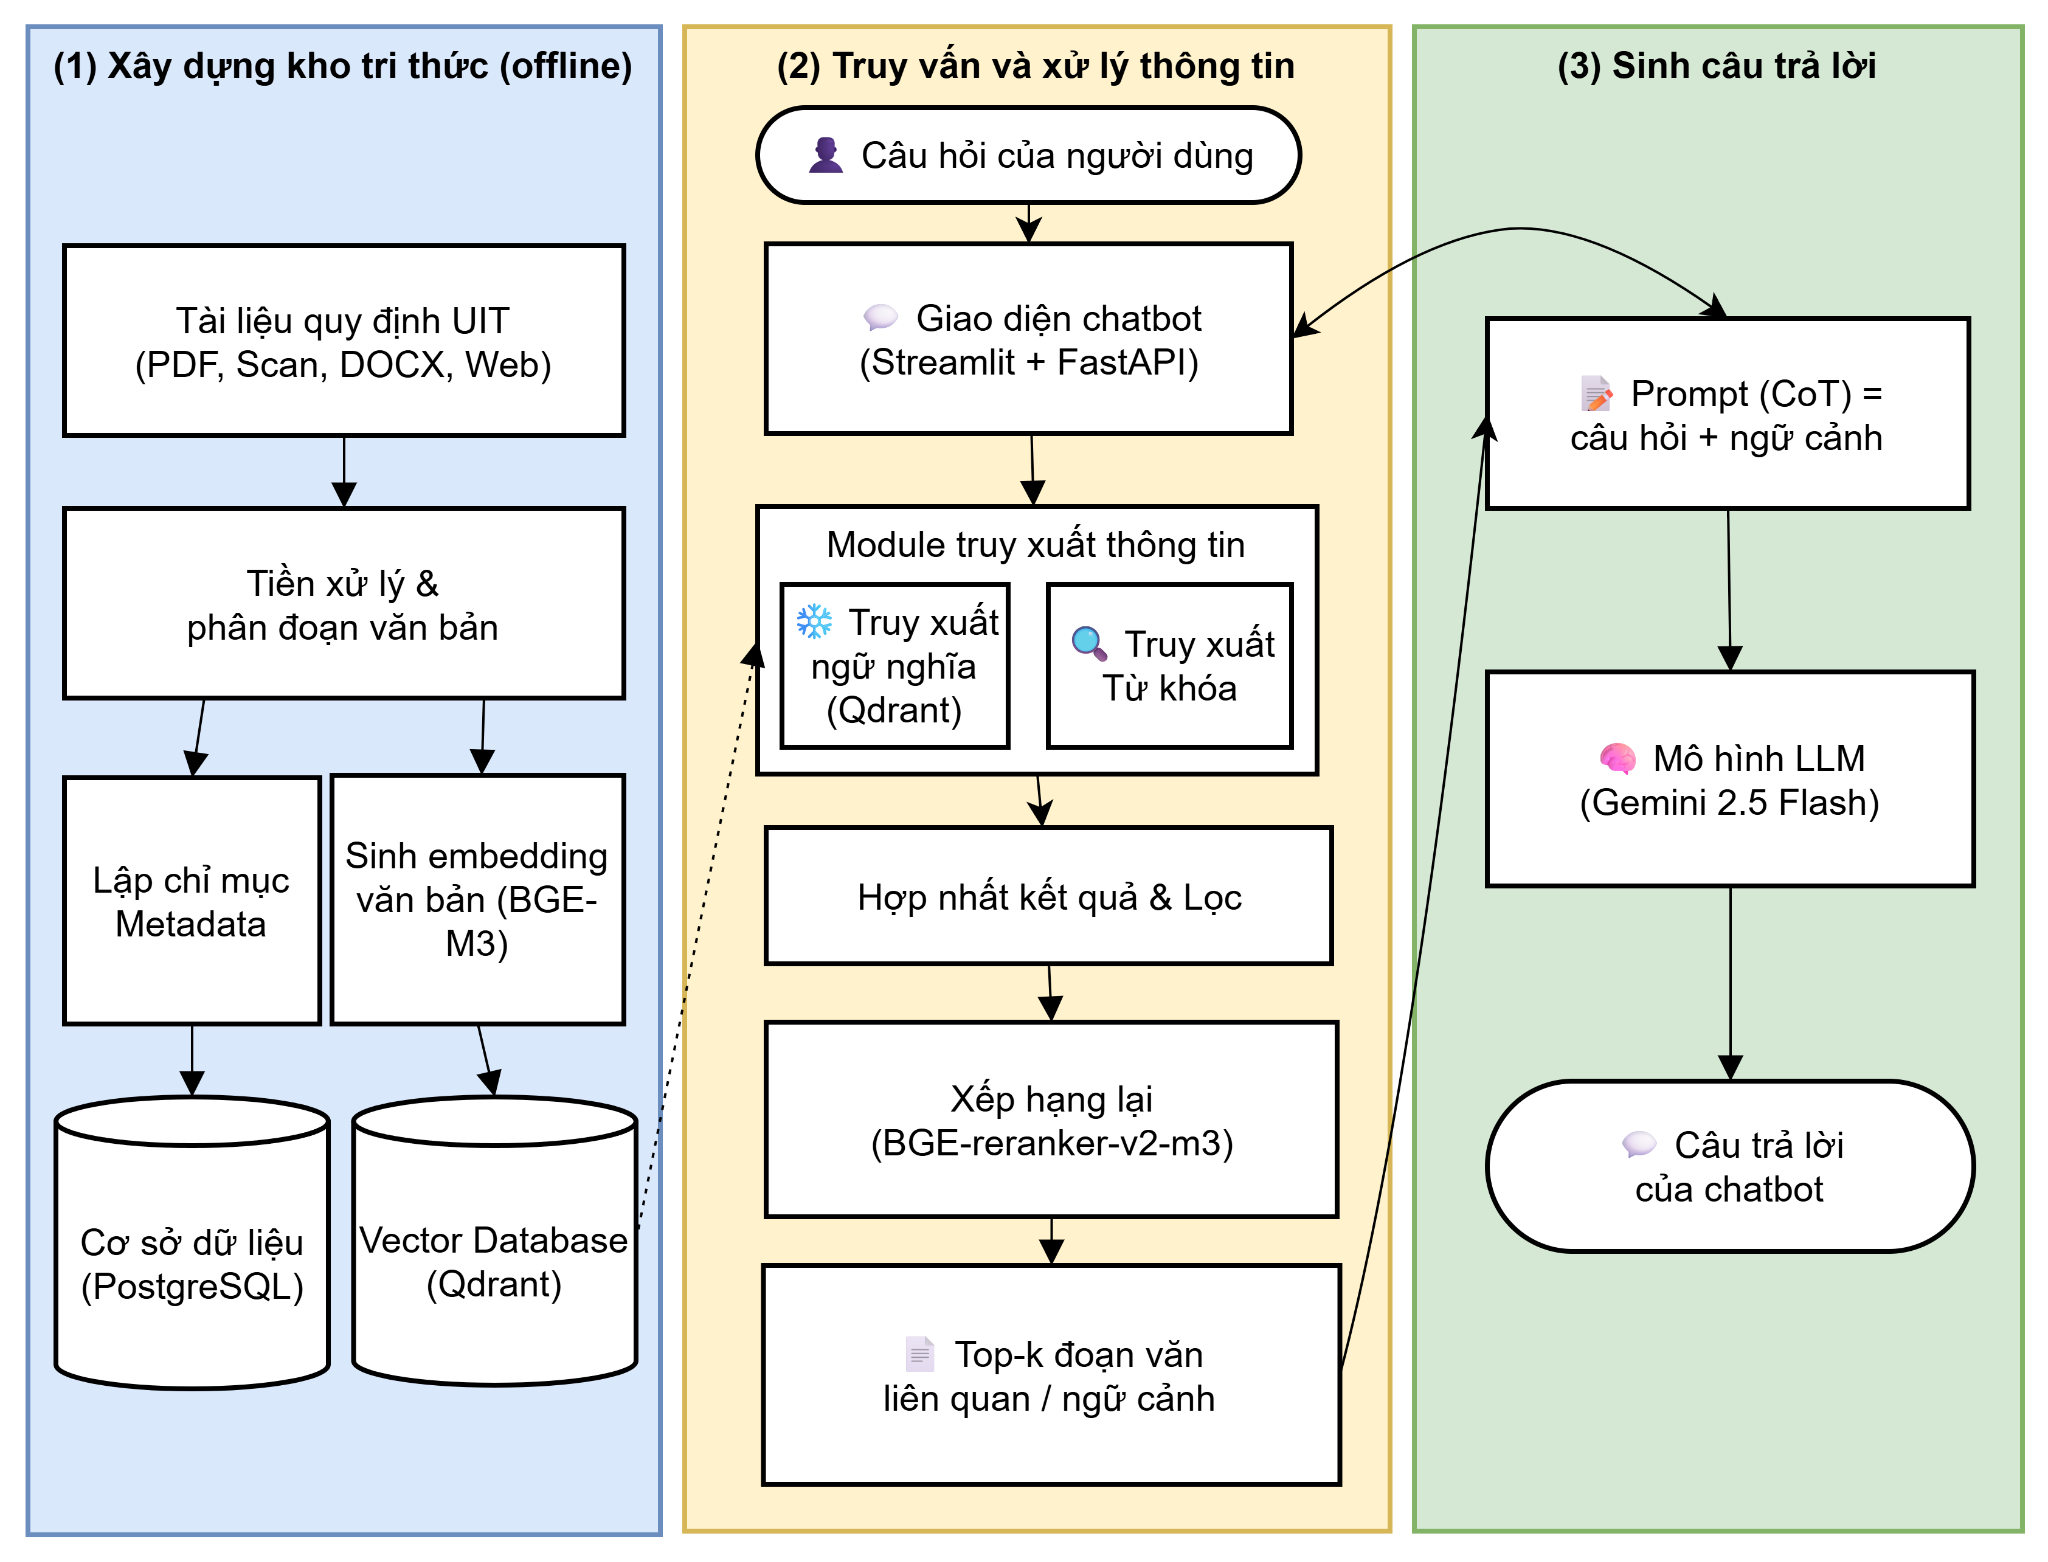 (1) Xây dựng kho tri thức (offline)
Tài liệu quy định UIT
(PDF, Scan, DOCX, Web)
Tiền xử lý &
phân đoạn văn bản
Lập chỉ mục
Metadata
Sinh embedding
văn bản (BGE-
M3)
Cơ sở dữ liệu
(PostgreSQL)
Vector Database
(Qdrant)
(2) Truy vấn và xử lý thông tin
Câu hỏi của người dùng
Giao diện chatbot
(Streamlit + FastAPI)
Module truy xuất thông tin
Truy xuất
ngữ nghĩa
(Qdrant)
Truy xuất
Từ khóa
Hợp nhất kết quả & Lọc
Xếp hạng lại
(BGE-reranker-v2-m3)
Top-k đoạn văn
liên quan / ngữ cảnh
(3) Sinh câu trả lời
Prompt (CoT) =
câu hỏi + ngữ cảnh
Mô hình LLM
(Gemini 2.5 Flash)
Câu trả lời
của chatbot